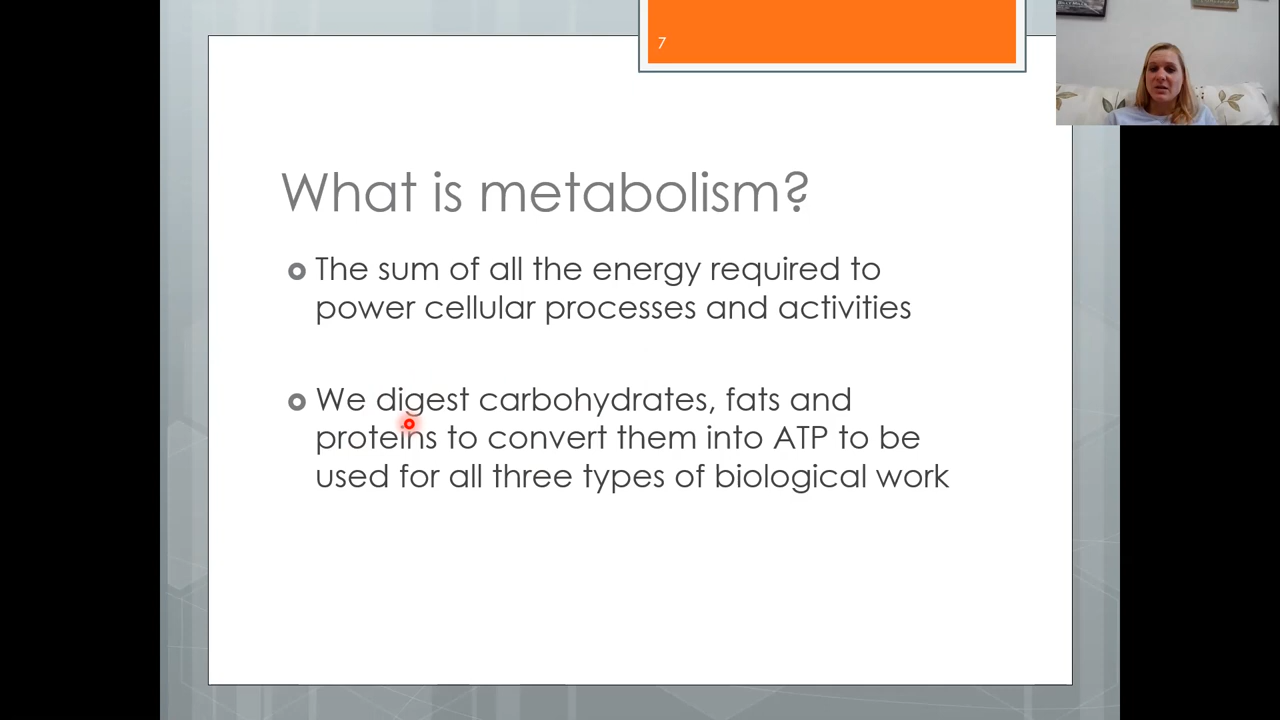 7
What is metabolism?
The sum of all the energy required to
power cellular processes and activities
We digest carbohydrates, fats and
proteins to convert them into ATP to be
used for all three types of biological work